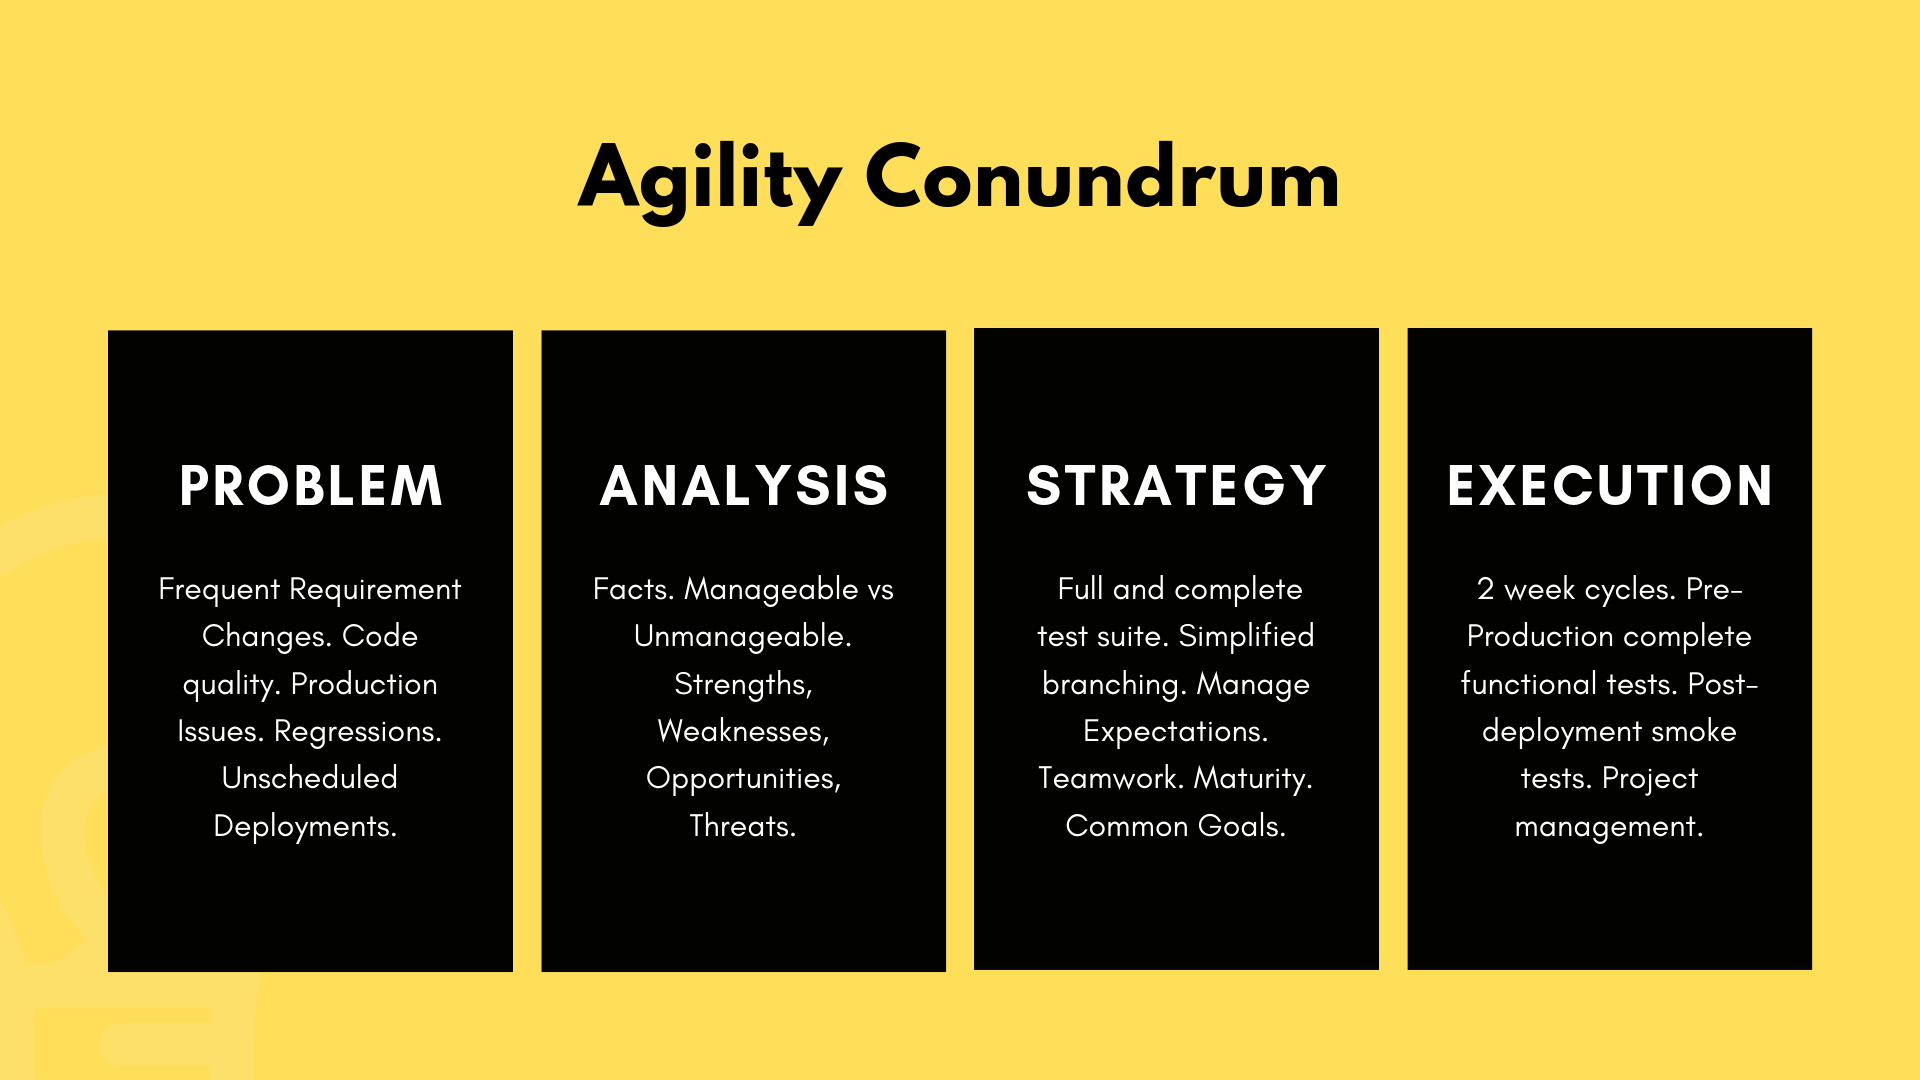 Agility Conundrum
PROBLEM
Frequent Requirement
Changes. Code
quality. Production
Issues. Regressions.
Unscheduled
Deployments.
ANALYSIS
Facts. Manageable vs
Unmanageable.
Strengths,
Weaknesses,
Opportunities,
Threats.
STRATEGY
Full and complete
test suite. Simplified
branching. Manage
Expectations.
Teamwork. Maturity.
Common Goals.
EXECUTION
2 week cycles. Pre-
Production complete
functional tests. Post-
deployment smoke
tests. Project
management.